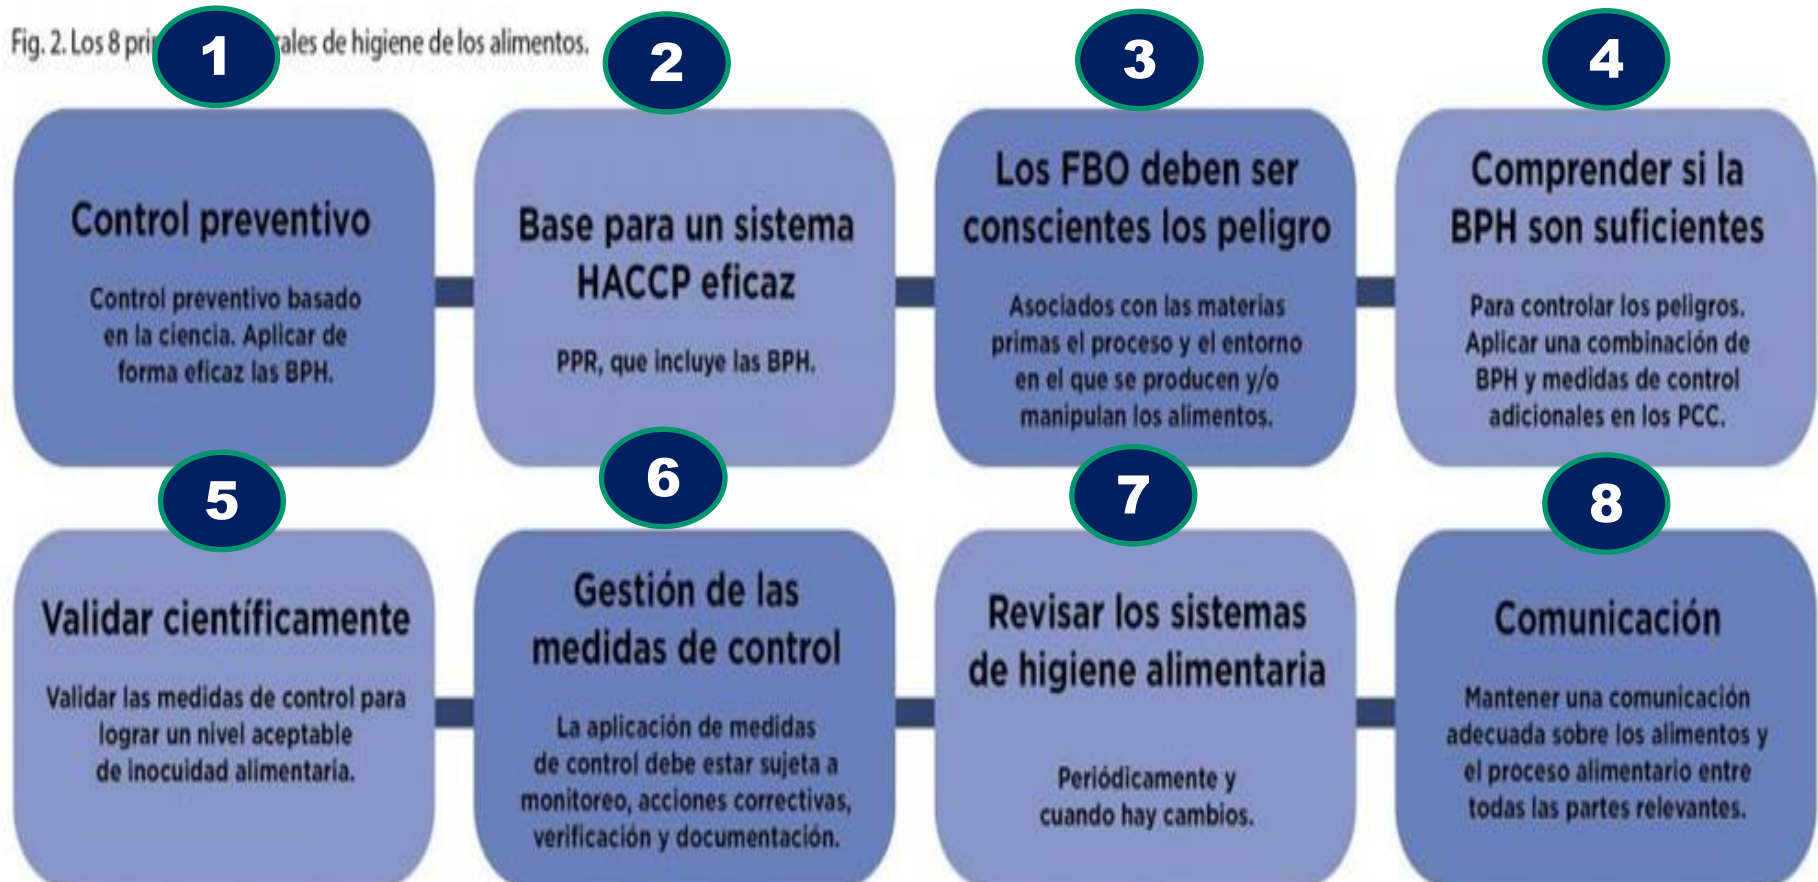 Fig. 2. Los 8 pri
ales de higiene de los alimentos.
1
2
3
4
Control preventivo
Control preventivo basado
en la ciencia. Aplicar de
forma eficaz las BPH.
Base para un sistema
HACCP eficaz
PPR, que incluye las BPH.
Los FBO deben ser
conscientes los peligro
Asociados con las materias
primas el proceso y el entorno
en el que se producen y/o
manipulan los alimentos.
Comprender si la
BPH son suficientes
Para controlar los peligros.
Aplicar una combinación de
BPH y medidas de control
adicionales en los PCC.
5
6
7
8
Validar científicamente
Validar las medidas de control para
lograr un nivel aceptable
de inocuidad alimentaria.
Gestión de las
medidas de control
La aplicación de medidas
de control debe estar sujeta a
monitoreo, acciones correctivas,
verificación y documentación.
Revisar los sistemas
de higiene alimentaria
Periódicamente y
cuando hay cambios.
Comunicación
Mantener una comunicación
adecuada sobre los alimentos y
el proceso alimentario entre
todas las partes relevantes.